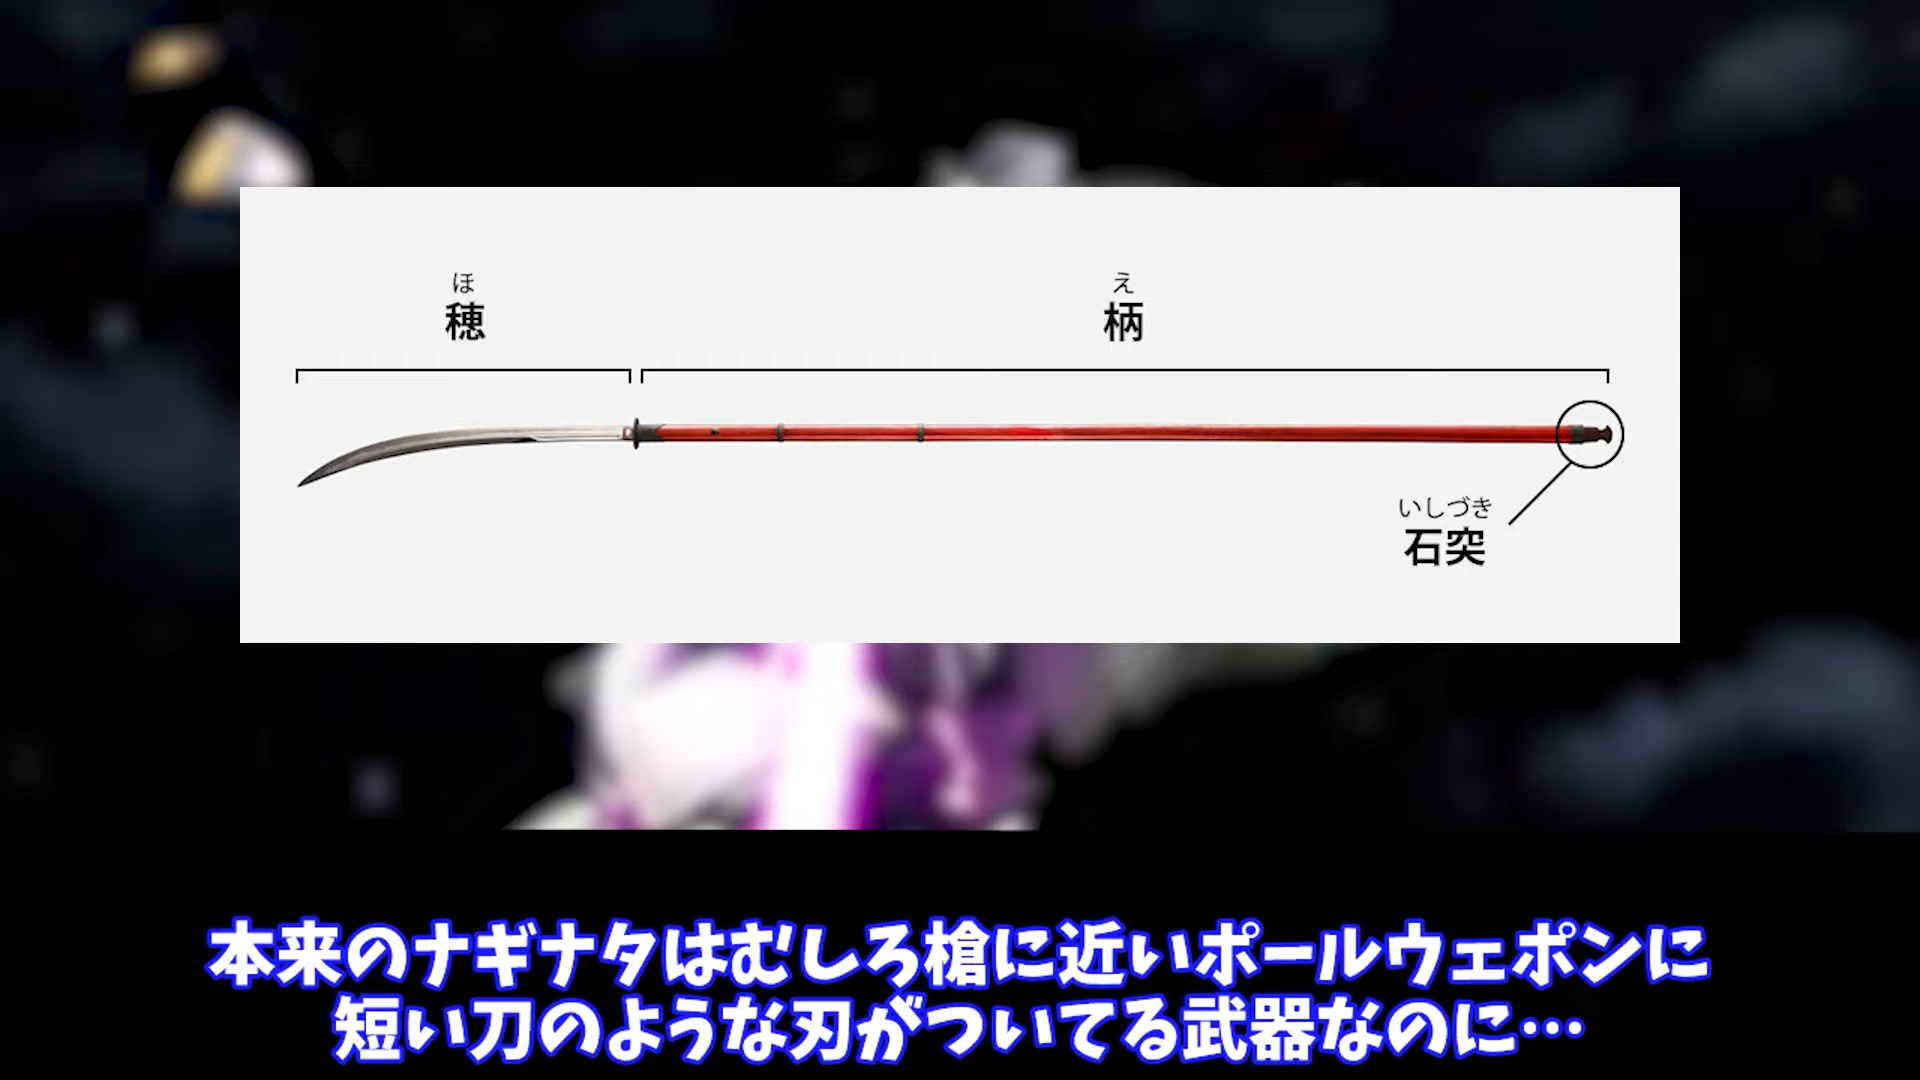 ほ
穂
え
柄
いしづき
石突
本来のナギナタはむしろ槍に近いポールウェポンに
短い刀のような刃がついてる武器なのに…